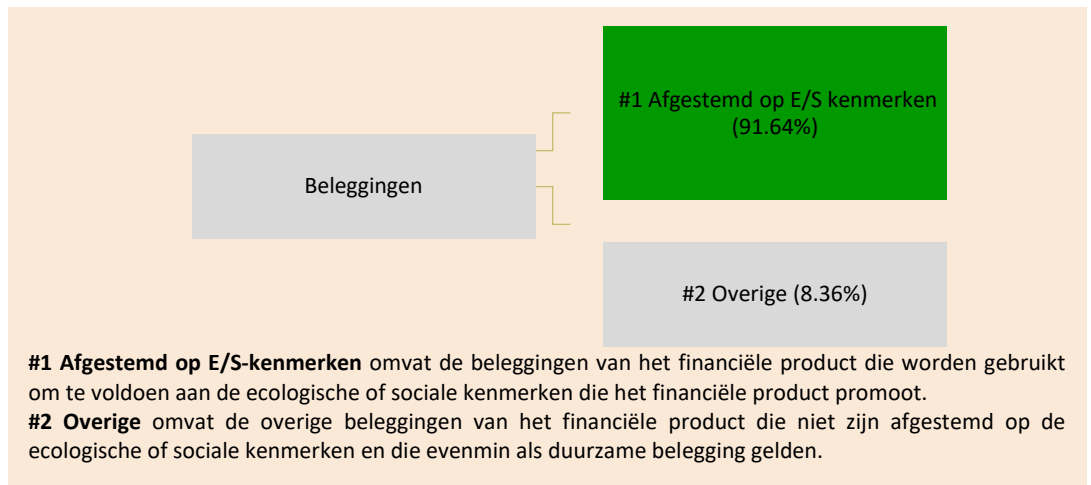 #1 Afgestemd op E/S kenmerken
(91.64%)
Beleggingen
#2 Overige (8.36%)
#1 Afgestemd op E/S-kenmerken omvat de beleggingen van het financiële product die worden gebruikt
om te voldoen aan de ecologische of sociale kenmerken die het financiële product promoot.
#2 Overige omvat de overige beleggingen van het financiële product die niet zijn afgestemd op de
ecologische of sociale kenmerken en die evenmin als duurzame belegging gelden.